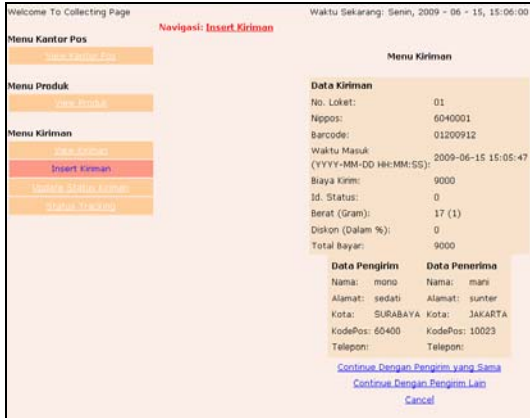 Welcome To Collecting Page
Waktu Sekarang: Senin, 2009 - 06 - 15, 15:06:00
Navigasi: Insert Kiriman
Menu Kantor Pos
View Kantor Pos
Menu Produk
View Produk
Menu Kiriman
View Kiriman
Insert Kiriman
Update Status Kiriman
Status Tracking
Menu Kiriman
Data Kiriman
No. Loket: 01
Nippos: 6040001
Barcode: 01200912
Waktu Masuk
(YYYY-MM-DD HH:MM:SS): 2009-06-15 15:05:47
Biaya Kirim: 9000
Id. Status: 0
Berat (Gram): 17 (1)
Diskon (Dalam %): 0
Total Bayar: 9000
Data Pengirim Data Penerima
Nama: mono Nama: mani
Alamat: sedati Alamat: sunter
Kota: SURABAYA Kota: JAKARTA
KodePos: 60400 KodePos: 10023
Telepon: Telepon:
Continue Dengan Pengirim yang Sama
Continue Dengan Pengirim Lain
Cancel